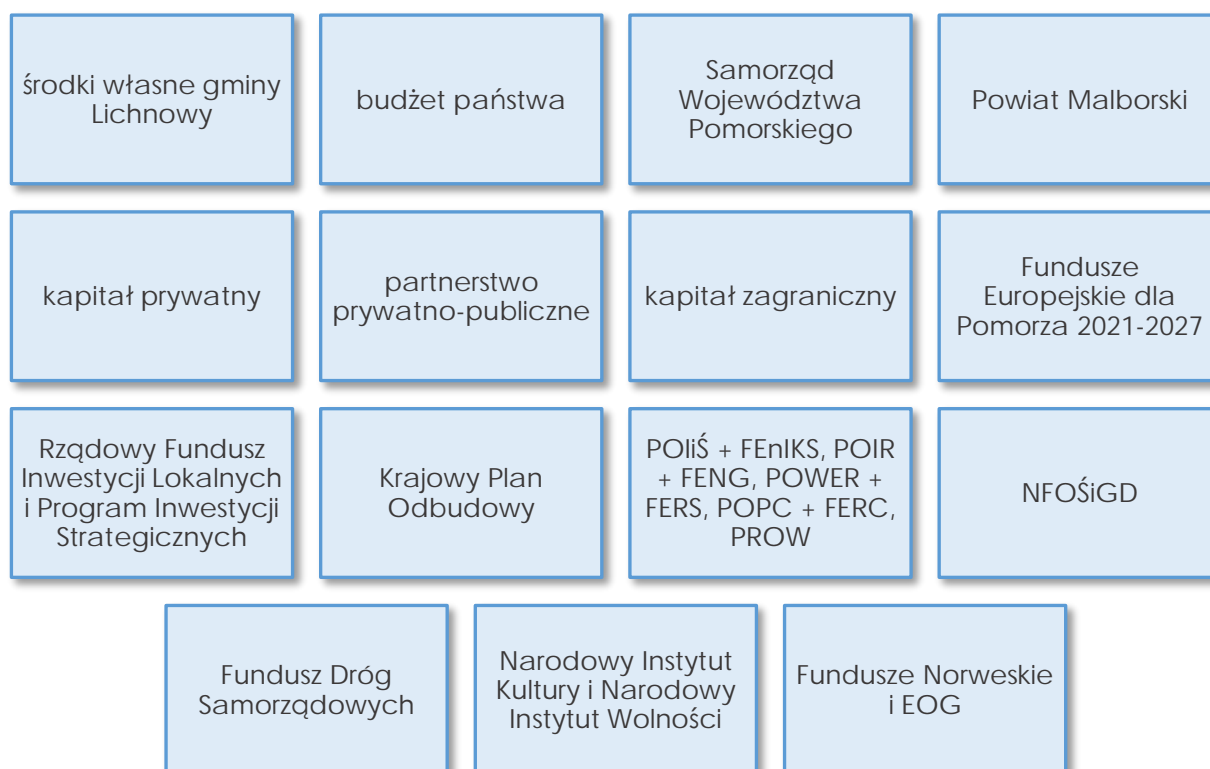 środki własne gminy
Lichnowy
budżet państwa
Samorząd
Województwa
Pomorskiego
Powiat Malborski
kapitał prywatny
partnerstwo
prywatno-publiczne
kapitał zagraniczny
Fundusze
Europejskie dla
Pomorza 2021-2027
Rządowy Fundusz
Inwestycji Lokalnych
i Program Inwestycji
Strategicznych
Krajowy Plan
Odbudowy
POIiŚ + FEnIKS, POIR
+ FENG, POWER +
FERS, POPC + FERC,
PROW
NFOŚiGD
Fundusz Dróg
Samorządowych
Narodowy Instytut
Kultury i Narodowy
Instytut Wolności
Fundusze Norweskie
i EOG